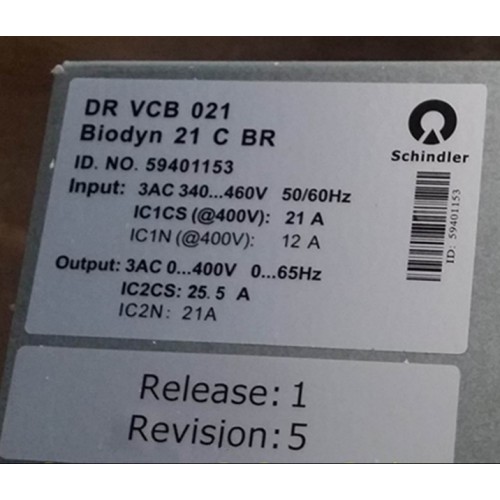 DR VCB 021
Biodyn 21 C BR
ID. NO. 59401153
Input: 3AC 340...460V 50/60Hz
IC1CS (@400V): 21 A
IC1N (@400V): 12 A
Output: 3AC 0...400V 0...65Hz
IC2CS: 25.5 A
IC2N: 21A
Schindler
ID: 59401153
Release: 1
Revision: 5